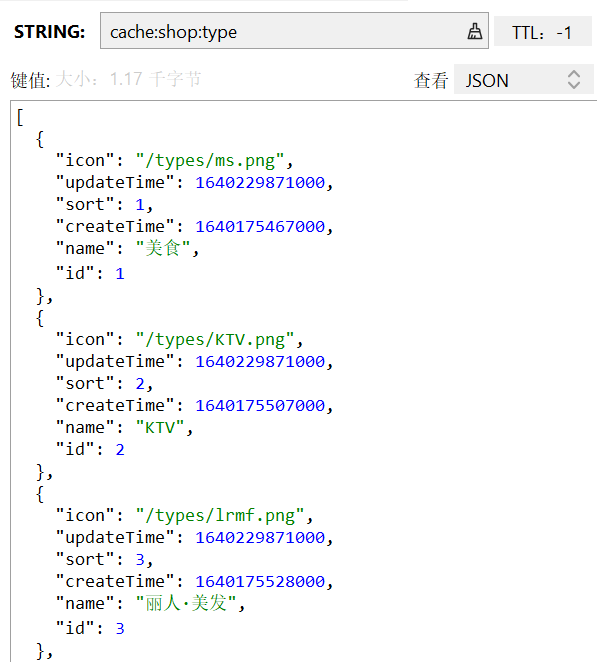 STRING: cache:shop:type TTL: -1
键值: 大小: 1.17 千字节 查看 JSON
[
{
"icon": "/types/ms.png",
"updateTime": 1640229871000,
"sort": 1,
"createTime": 1640175467000,
"name": "美食",
"id": 1
},
{
"icon": "/types/KTV.png",
"updateTime": 1640229871000,
"sort": 2,
"createTime": 1640175507000,
"name": "KTV",
"id": 2
},
{
"icon": "/types/lrmf.png",
"updateTime": 1640229871000,
"sort": 3,
"createTime": 1640175528000,
"name": "丽人·美发",
"id": 3
},